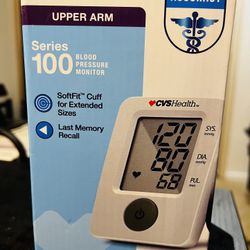 UPPER ARM
Series
100 BLOOD
PRESSURE
MONITOR
SoftFit™ Cuff
for Extended
Sizes
Last Memory
Recall
CVSHealth
120 SYS.
80 DIA.
68 PUL.